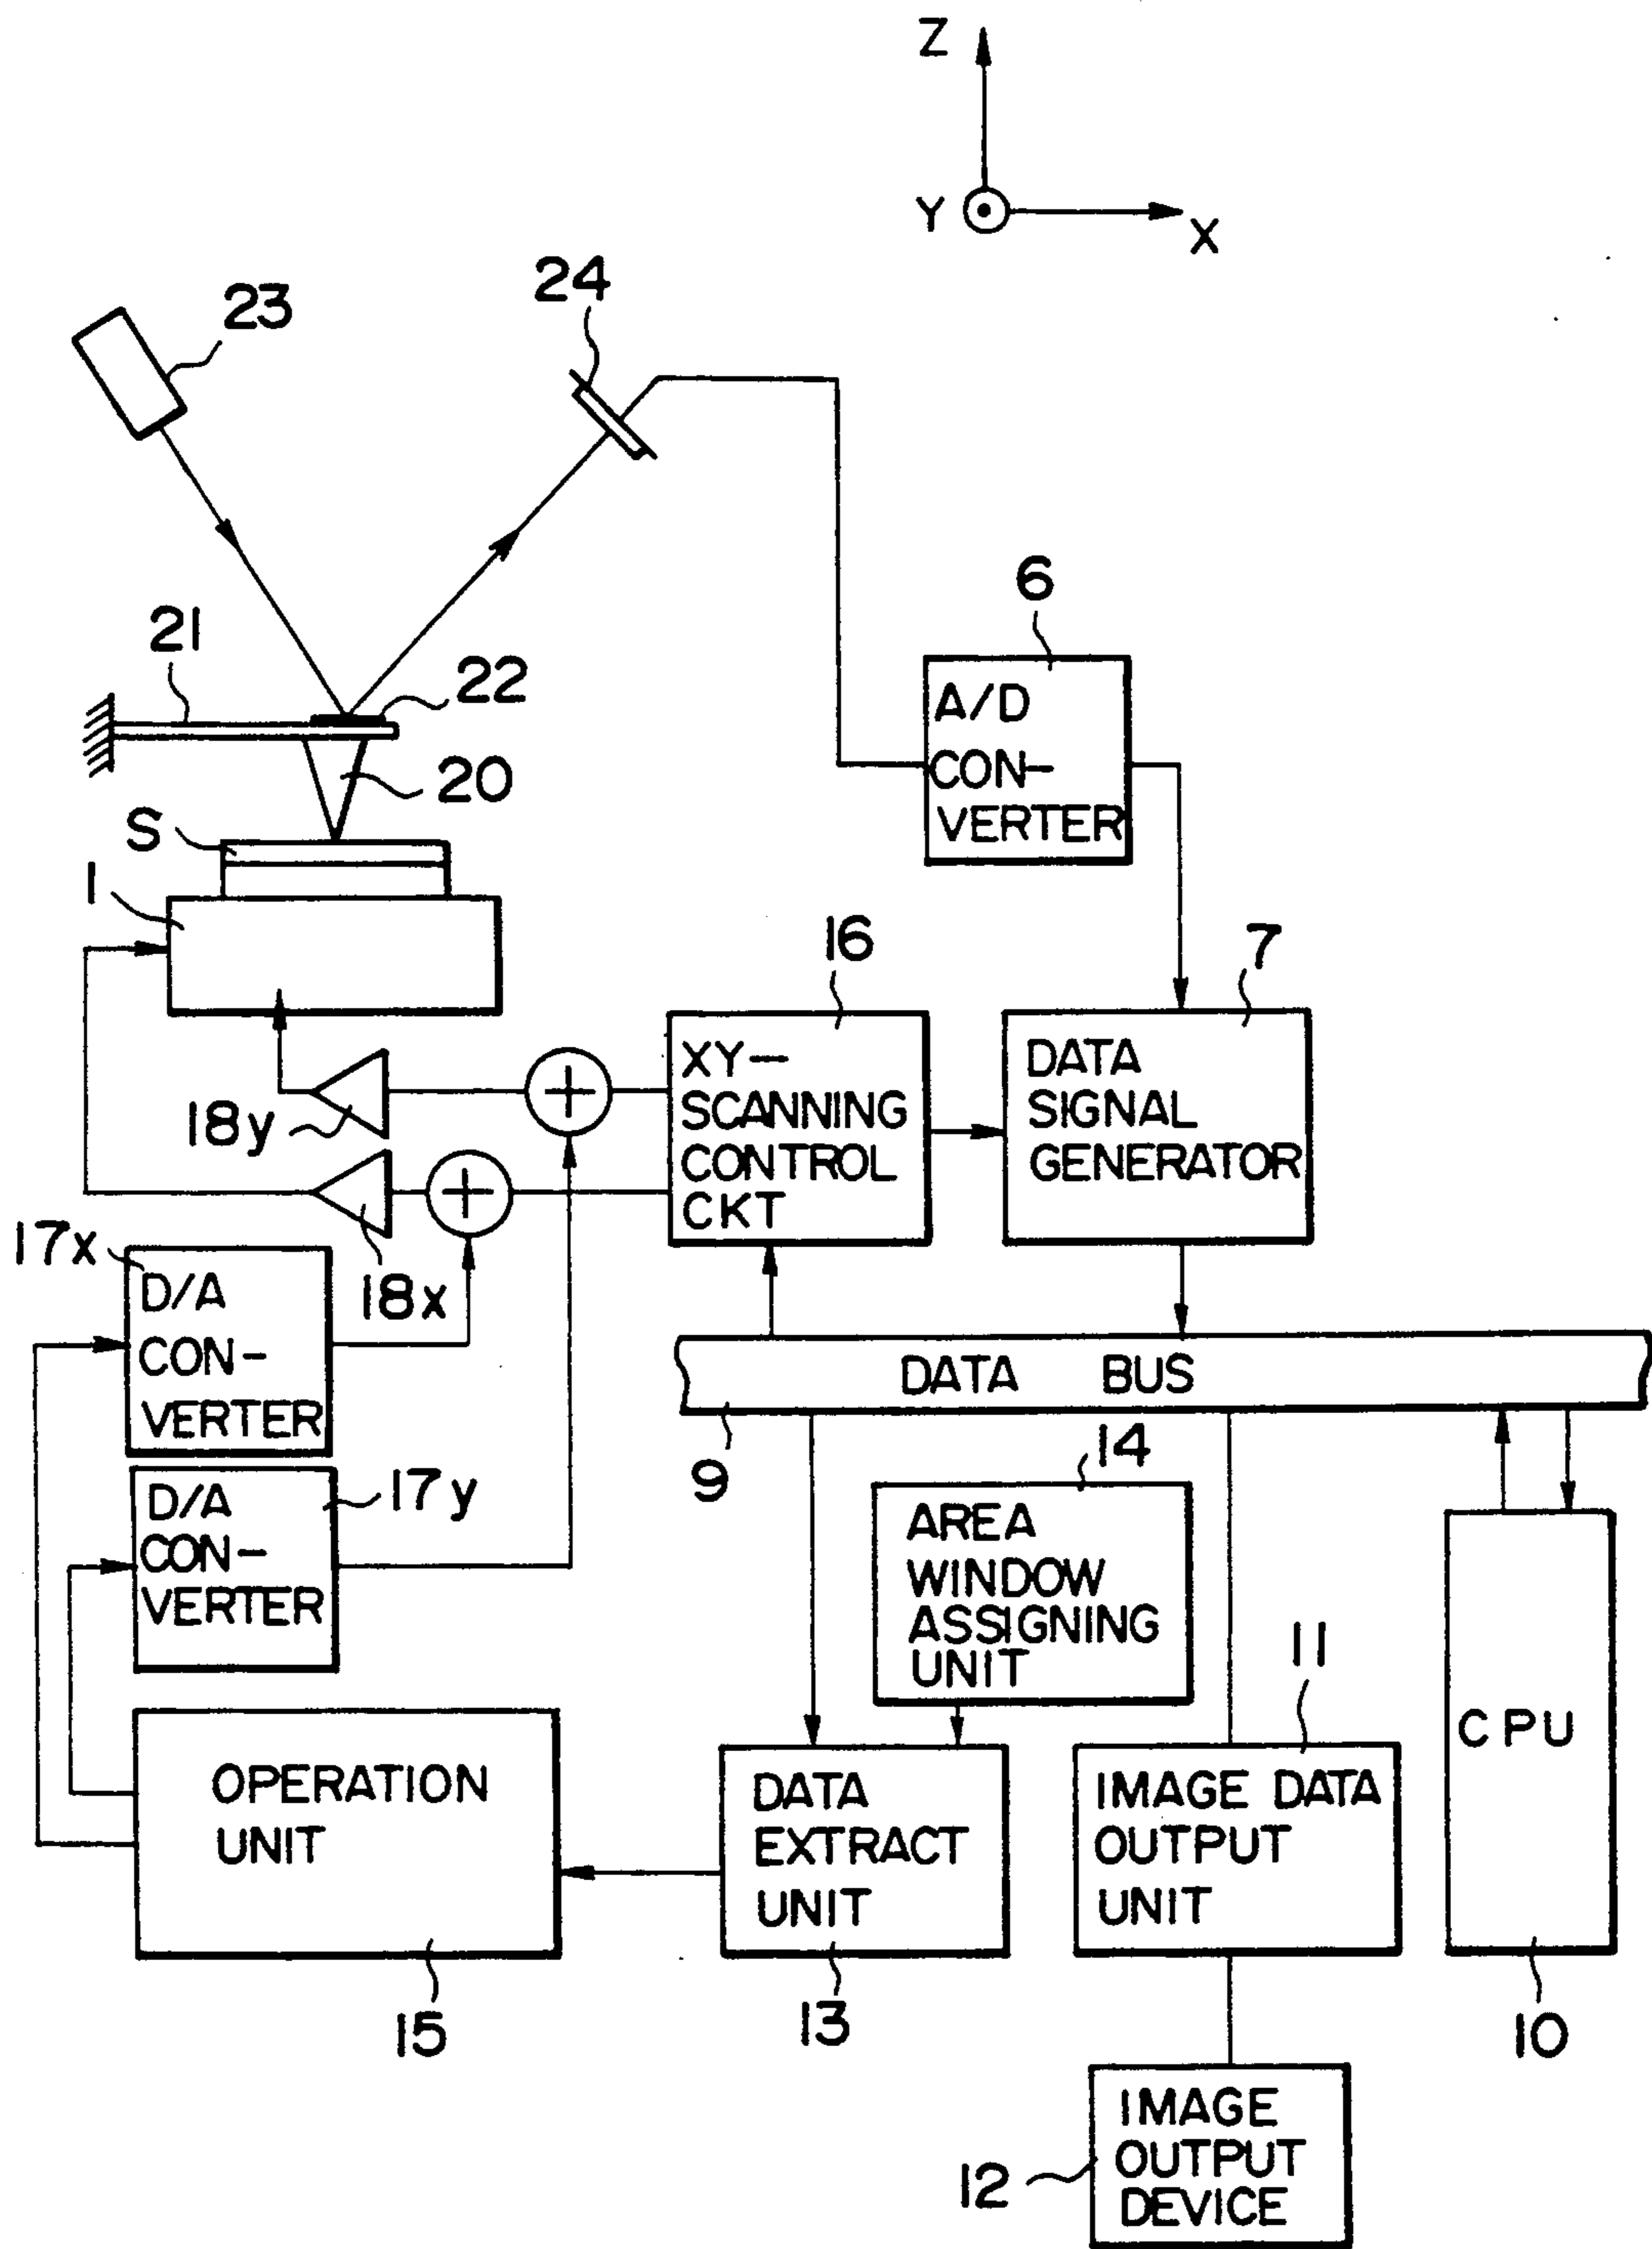 Z
Y
X
24
23
6
21
22
A/D
CON-
VERTER
20
S
1
16
7
XY-
SCANNING
CONTROL
CKT
DATA
SIGNAL
GENERATOR
+
18y
+
17x
18x
D/A
CON-
VERTER
DATA BUS
9
14
17y
D/A
CON-
VERTER
AREA
WINDOW
ASSIGNING
UNIT
11
CPU
OPERATION
UNIT
DATA
EXTRACT
UNIT
IMAGE DATA
OUTPUT
UNIT
15
13
10
12
IMAGE
OUTPUT
DEVICE